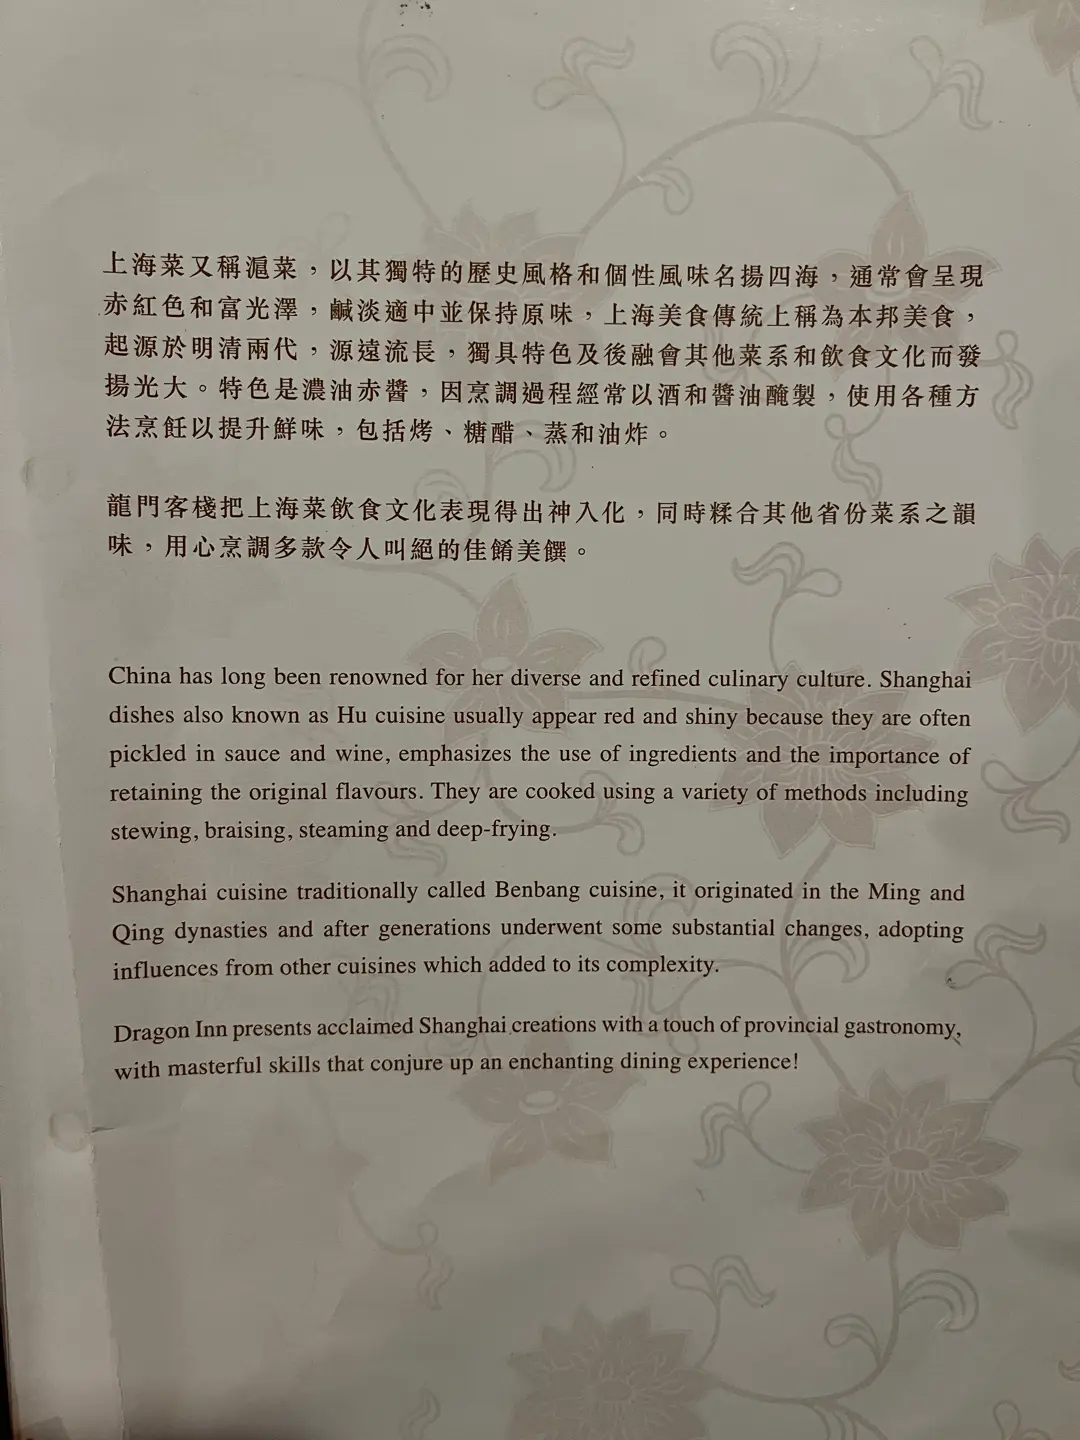 上海菜又稱滬菜，以其獨特的歷史風格和個性風味名揚四海，通常會呈現
赤紅色和富光澤，鹹淡適中並保持原味，上海美食傳統上稱為本邦美食，
起源於明清兩代，源遠流長，獨具特色及後融會其他菜系和飲食文化而發
揚光大。特色是濃油赤醬，因烹調過程經常以酒和醬油醃製，使用各種方
法烹飪以提升鮮味，包括烤、糖醋、蒸和油炸。
龍門客棧把上海菜飲食文化表現得出神入化，同時糅合其他省份菜系之韻
味，用心烹調多款令人叫絕的佳餚美饌。
China has long been renowned for her diverse and refined culinary culture. Shanghai
dishes also known as Hu cuisine usually appear red and shiny because they are often
pickled in sauce and wine, emphasizes the use of ingredients and the importance of
retaining the original flavours. They are cooked using a variety of methods including
stewing, braising, steaming and deep-frying.
Shanghai cuisine traditionally called Benbang cuisine, it originated in the Ming and
Qing dynasties and after generations underwent some substantial changes, adopting
influences from other cuisines which added to its complexity.
Dragon Inn presents acclaimed Shanghai creations with a touch of provincial gastronomy,
with masterful skills that conjure up an enchanting dining experience!